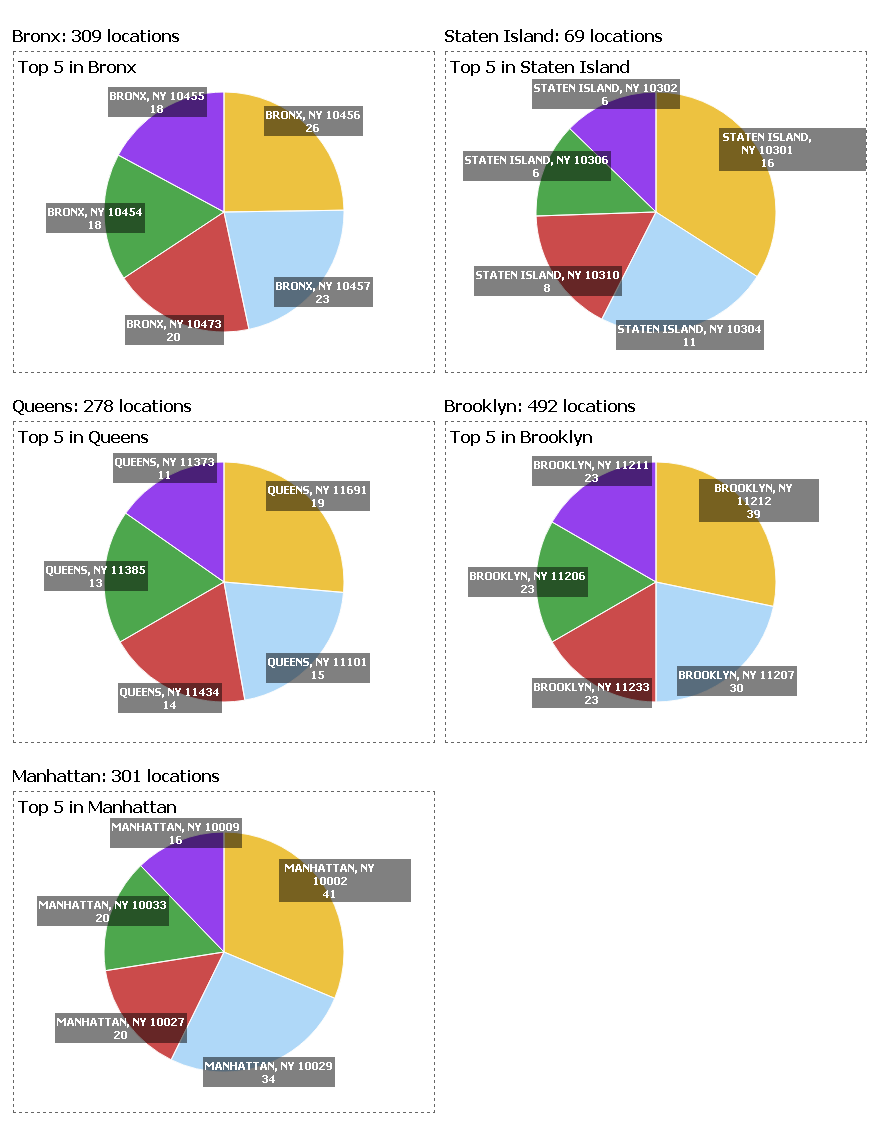 Bronx: 309 locations
Top 5 in Bronx
BRONX, NY 10455
18
BRONX, NY 10456
26
BRONX, NY 10454
18
BRONX, NY 10457
23
BRONX, NY 10473
20
Staten Island: 69 locations
Top 5 in Staten Island
STATEN ISLAND, NY 10302
6
STATEN ISLAND,
NY 10301
16
STATEN ISLAND, NY 10306
6
STATEN ISLAND, NY 10310
8
STATEN ISLAND, NY 10304
11
Queens: 278 locations
Top 5 in Queens
QUEENS, NY 11373
11
QUEENS, NY 11691
19
QUEENS, NY 11385
13
QUEENS, NY 11101
15
QUEENS, NY 11434
14
Brooklyn: 492 locations
Top 5 in Brooklyn
BROOKLYN, NY 11211
23
BROOKLYN, NY
11212
39
BROOKLYN, NY 11206
23
BROOKLYN, NY 11207
30
BROOKLYN, NY 11233
23
Manhattan: 301 locations
Top 5 in Manhattan
MANHATTAN, NY 10009
16
MANHATTAN, NY
10002
41
MANHATTAN, NY 10033
20
MANHATTAN, NY 10027
20
MANHATTAN, NY 10029
34